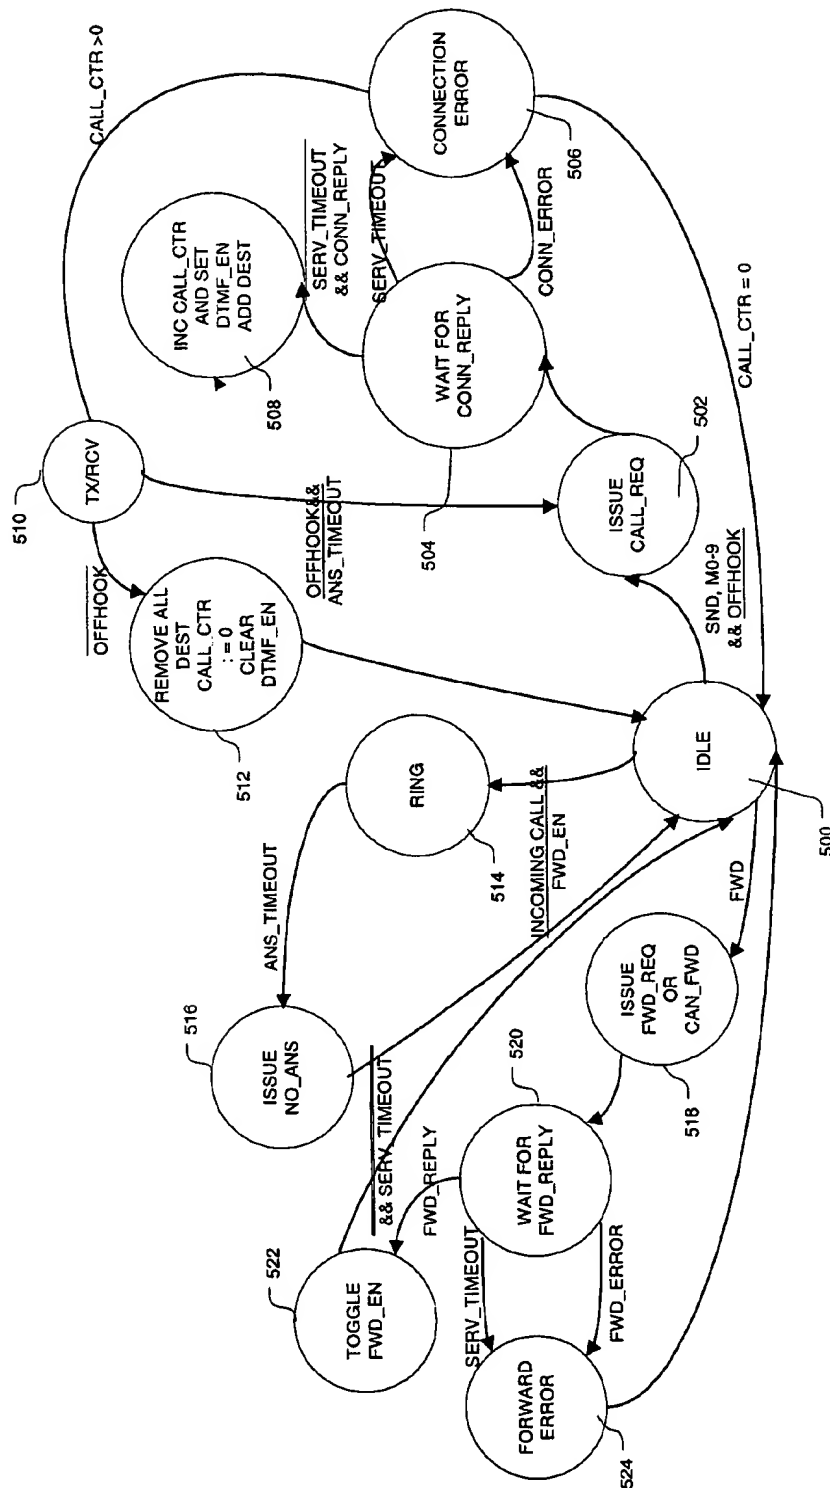 510
TX/RCV
CALL_CTR >0
OFFHOOK
REMOVE ALL
DEST
CALL_CTR
: = 0
CLEAR
DTMF_EN
512
OFFHOOK&&
ANS_TIMEOUT
INC CALL_CTR
AND SET
DTMF_EN
ADD DEST
508
SERV_TIMEOUT
&& CONN_REPLY
SERV_TIMEOUT
CONNECTION
ERROR
506
CONN_ERROR
WAIT FOR
CONN_REPLY
504
ISSUE
CALL_REQ
502
CALL_CTR = 0
SND, M0-9
&& OFFHOOK
IDLE
500
RING
514
INCOMING CALL &&
FWD_EN
ANS_TIMEOUT
ISSUE
NO_ANS
516
FWD
ISSUE
FWD_REQ
OR
CAN_FWD
518
WAIT FOR
FWD_REPLY
520
FWD_REPLY
&& SERV_TIMEOUT
TOGGLE
FWD_EN
522
SERV_TIMEOUT
FWD_ERROR
FORWARD
ERROR
524